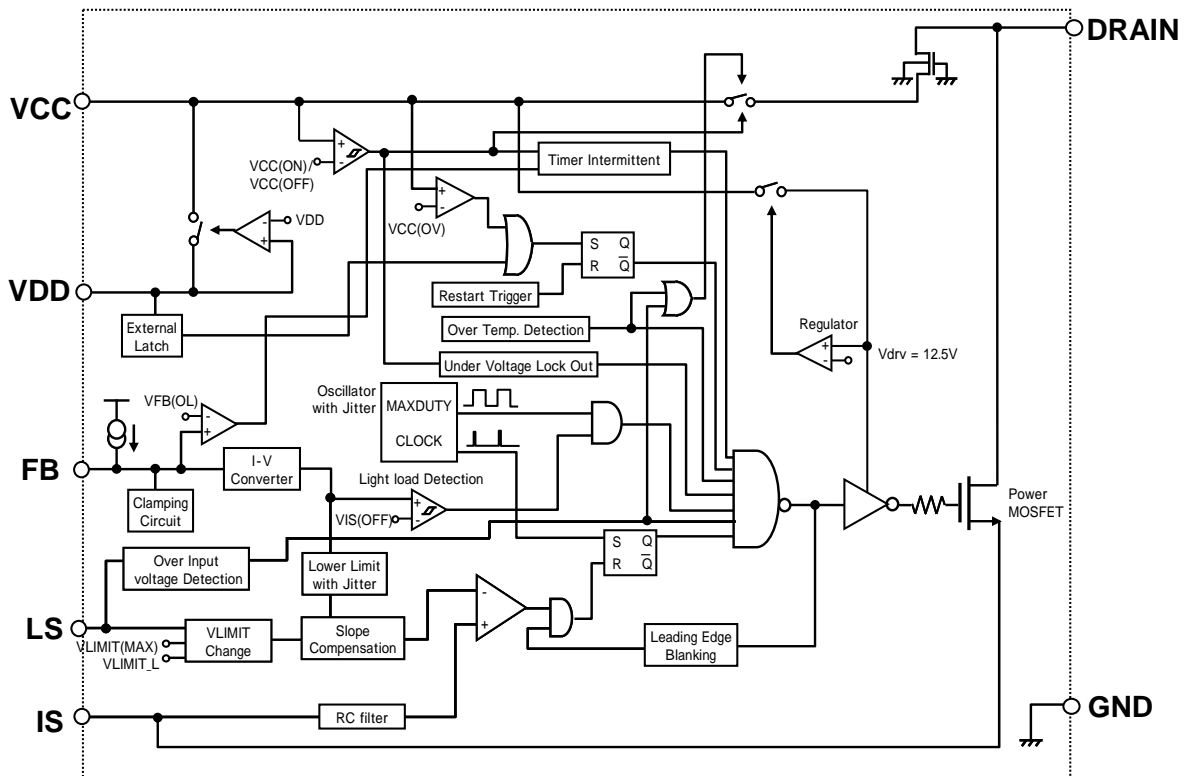 DRAIN
VCC
VCC(ON)/
VCC(OFF)
+
-
Timer Intermittent
VCC(OV)
+
-
VDD
-
+
S Q
R Q
VDD
Restart Trigger
External
Latch
Over Temp. Detection
Regulator
+
-
Vdrv = 12.5V
Under Voltage Lock Out
Oscillator
with Jitter
MAXDUTY
CLOCK
VFB(OL)
-
+
FB
I-V
Converter
Clamping
Circuit
Light load Detection
VIS(OFF)
+
-
Power
MOSFET
Over Input
voltage Detection
Lower Limit
with Jitter
S Q
R Q
LS
VLIMIT(MAX)
VLIMIT_L
VLIMIT
Change
Slope
Compensation
-
+
Leading Edge
Blanking
IS
RC filter
GND